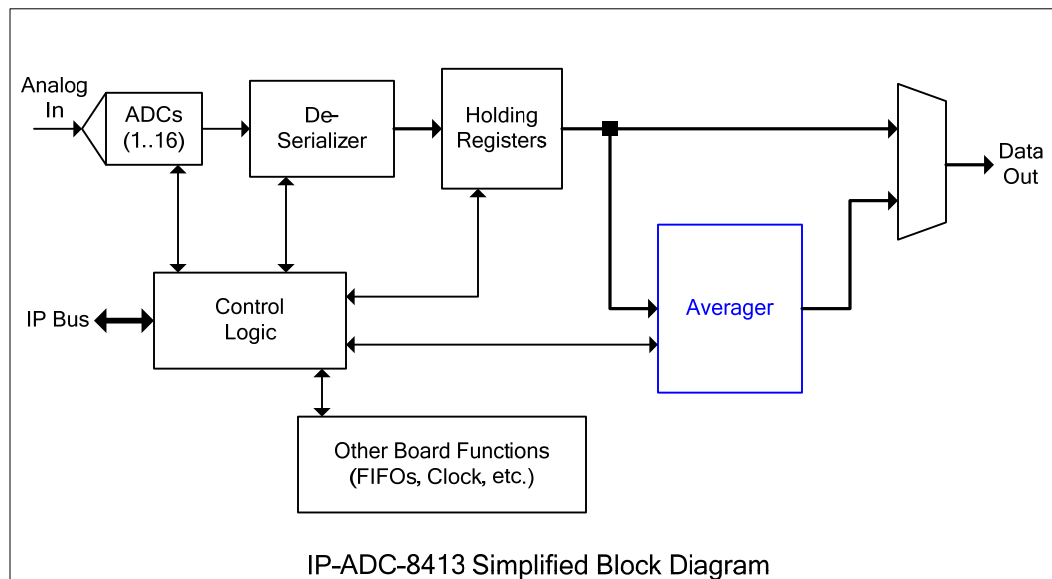 Analog
In
ADCs
(1..16)
De-
Serializer
Holding
Registers
Data
Out
Averager
IP Bus
Control
Logic
Other Board Functions
(FIFOs, Clock, etc.)
IP-ADC-8413 Simplified Block Diagram